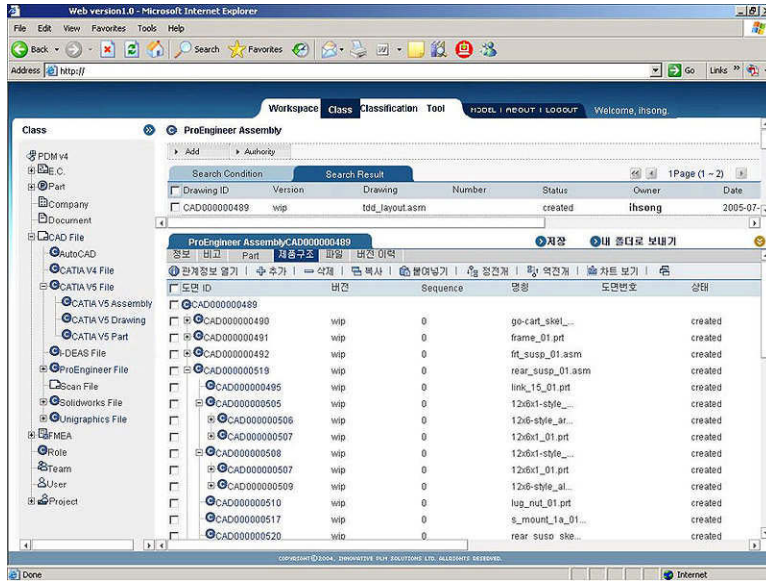 Web version1.0 - Microsoft Internet Explorer
File Edit View Favorites Tools Help
Back Search Favorites
Address http:// Go Links
Workspace Class Classification Tool MODEL | ABOUT | LOGOUT Welcome, ihsong.
Class
ProEngineer Assembly
PDM v4
E.C.
Part
Company
Document
CAD File
AutoCAD
CATIA V4 File
CATIA V5 File
CATIA V5 Assembly
CATIA V5 Drawing
CATIA V5 Part
I-DEAS File
ProEngineer File
Scan File
Solidworks File
Unigraphics File
FMEA
Role
Team
User
Project
Add Authority
Search Condition Search Result 1Page (1 ~ 2)
Drawing ID Version Drawing Number Status Owner Date
CAD000000489 wip tdd_layout.asm created ihsong 2005-07-
ProEngineer AssemblyCAD000000489 저장 내 폴더로 보내기
정보 비고 Part 제품구조 파일 버전 이력
관계정보 열기 | 추가 | 삭제 | 복사 | 붙여넣기 | 정전개 | 역전개 | 차트 보기 |
도면 ID 버전 Sequence 명칭 도면번호 상태
CAD000000489
CAD000000490 wip 0 go-cart_skel_... created
CAD000000491 wip 0 frame_01.prt created
CAD000000492 wip 0 frt_susp_01.asm created
CAD000000519 wip 0 rear_susp_01.asm created
CAD000000495 wip 0 link_15_01.prt created
CAD000000505 wip 0 12x6x1-style_... created
CAD000000506 wip 0 12x6-style_ar... created
CAD000000507 wip 0 12x6x1_01.prt created
CAD000000508 wip 0 12x6x1-style_... created
CAD000000507 wip 0 12x6x1_01.prt created
CAD000000509 wip 0 12x6-style_al... created
CAD000000510 wip 0 lug_nut_01.prt created
CAD000000517 wip 0 s_mount_1a_01... created
CAD000000520 wip 0 rear_susp_ske... created
COPYRIGHT©2004. INNOVATIVE PLM SOLUTIONS LTD. ALLRIGHTS RESERVED.
Done Internet